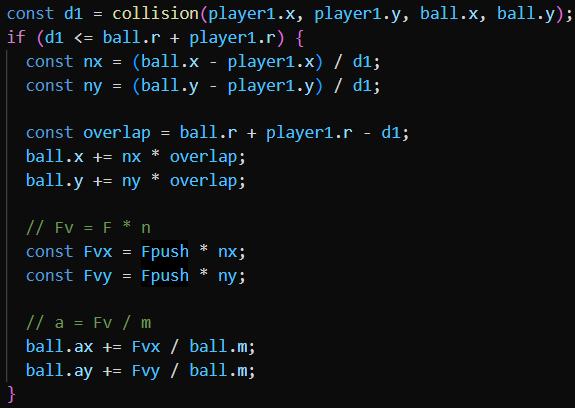 const d1 = collision(player1.x, player1.y, ball.x, ball.y);
if (d1 <= ball.r + player1.r) {
  const nx = (ball.x - player1.x) / d1;
  const ny = (ball.y - player1.y) / d1;

  const overlap = ball.r + player1.r - d1;
  ball.x += nx * overlap;
  ball.y += ny * overlap;

  // Fv = F * n
  const Fvx = Fpush * nx;
  const Fvy = Fpush * ny;

  // a = Fv / m
  ball.ax += Fvx / ball.m;
  ball.ay += Fvy / ball.m;
}